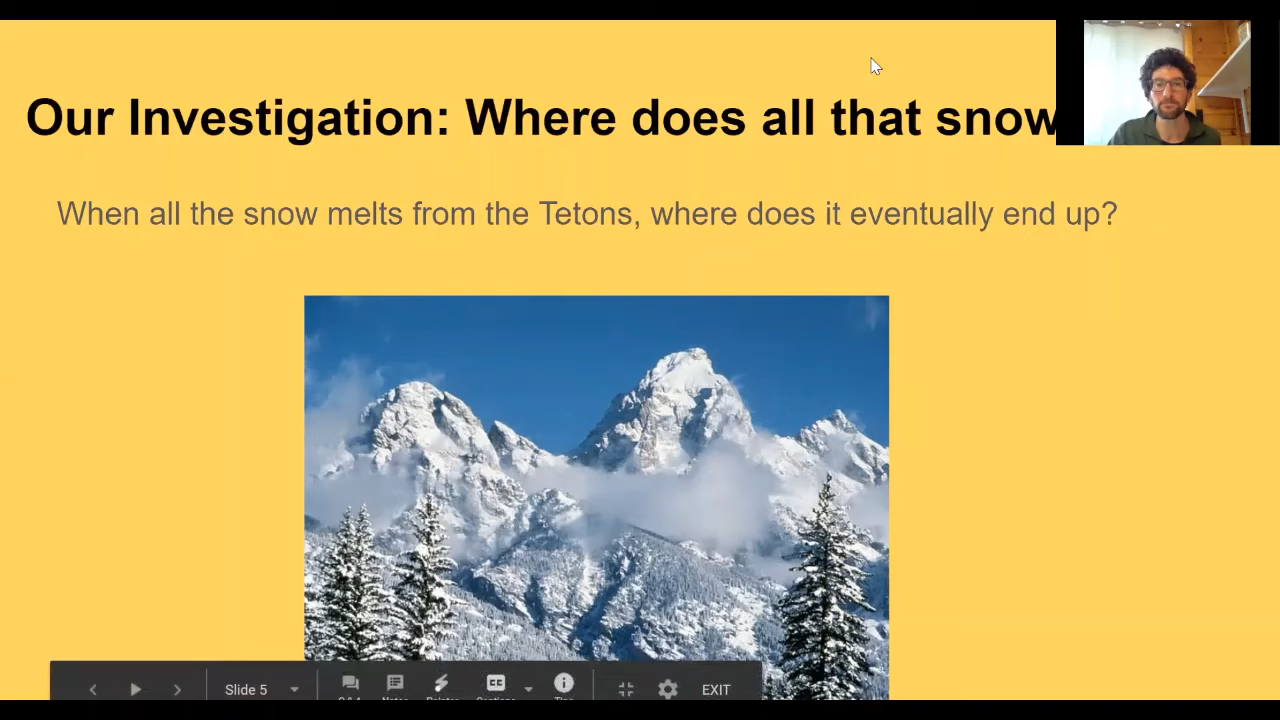 Our Investigation: Where does all that snow
When all the snow melts from the Tetons, where does it eventually end up?
Slide 5
CC
EXIT